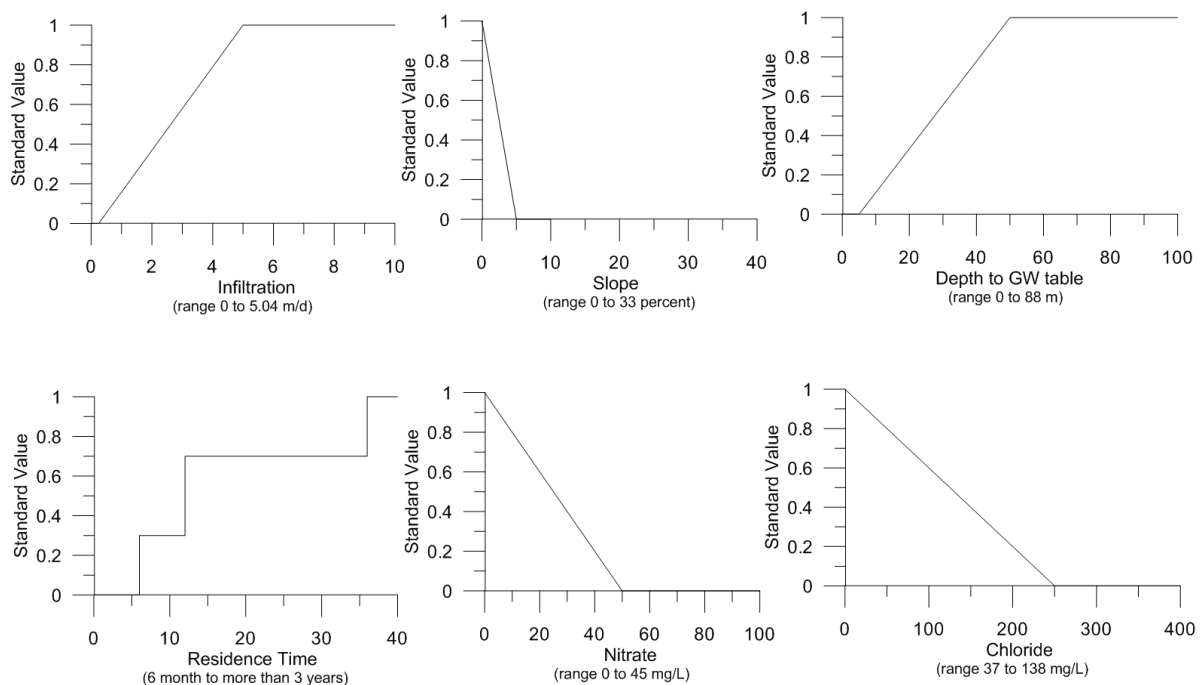 Standard Value
1
0.8
0.6
0.4
0.2
0
0 2 4 6 8 10
Infiltration
(range 0 to 5.04 m/d)
Standard Value
1
0.8
0.6
0.4
0.2
0
0 10 20 30 40
Slope
(range 0 to 33 percent)
Standard Value
1
0.8
0.6
0.4
0.2
0
0 20 40 60 80 100
Depth to GW table
(range 0 to 88 m)
Standard Value
1
0.8
0.6
0.4
0.2
0
0 10 20 30 40
Residence Time
(6 month to more than 3 years)
Standard Value
1
0.8
0.6
0.4
0.2
0
0 20 40 60 80 100
Nitrate
(range 0 to 45 mg/L)
Standard Value
1
0.8
0.6
0.4
0.2
0
0 100 200 300 400
Chloride
(range 37 to 138 mg/L)